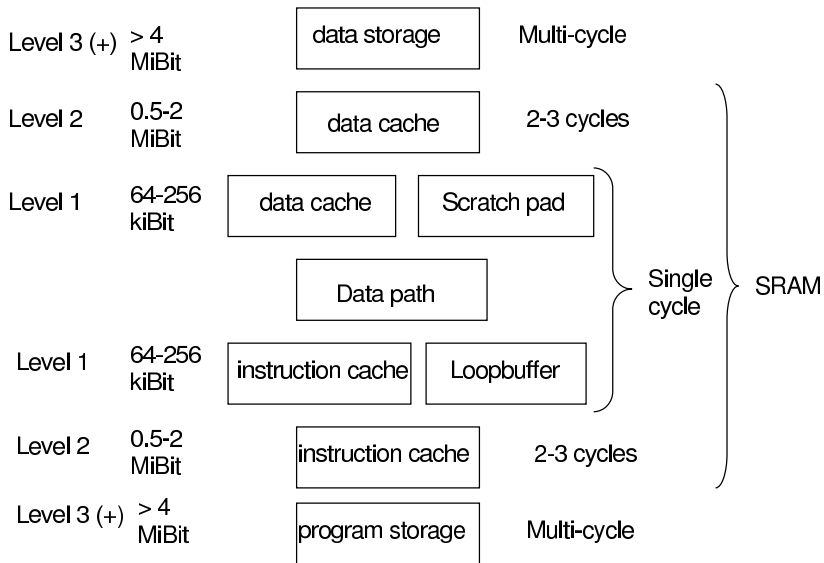 Level 3 (+) > 4 MiBit data storage Multi-cycle
Level 2 0.5-2 MiBit data cache 2-3 cycles
Level 1 64-256 kiBit data cache Scratch pad
Data path
Single cycle
SRAM
Level 1 64-256 kiBit instruction cache Loopbuffer
Level 2 0.5-2 MiBit instruction cache 2-3 cycles
Level 3 (+) > 4 MiBit program storage Multi-cycle